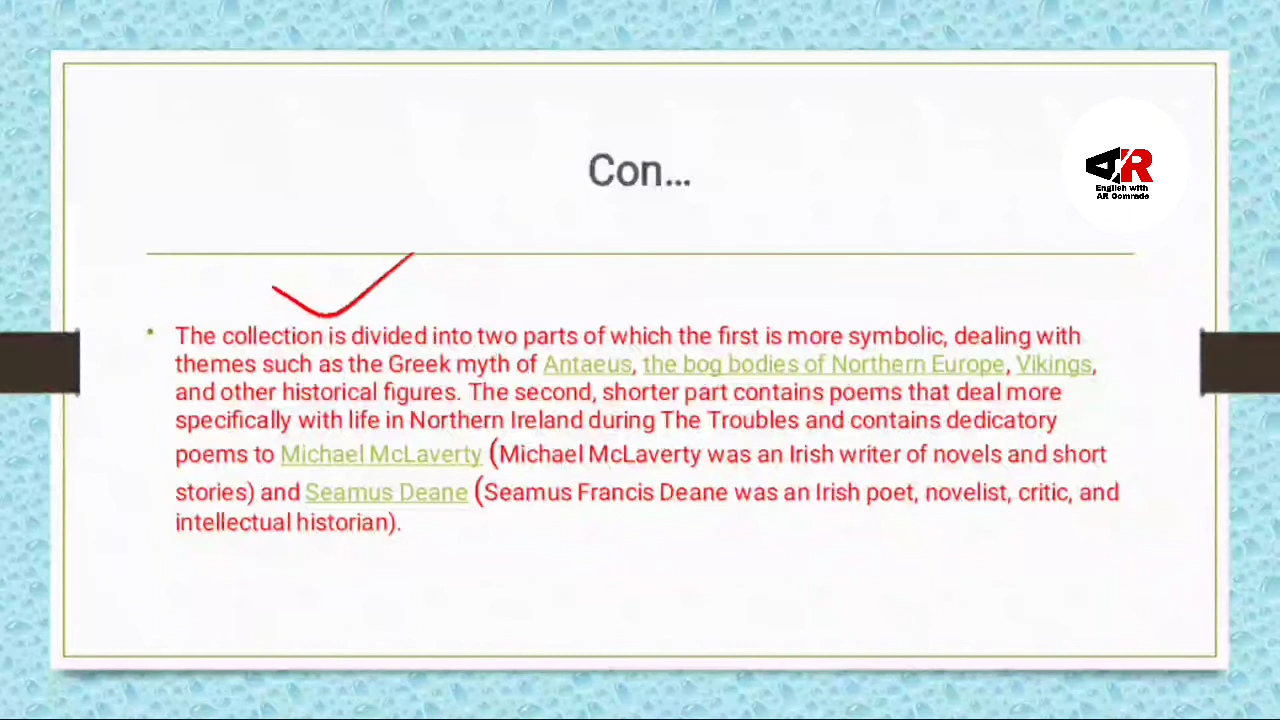 Con...
AR
English with
AR Comrade
• The collection is divided into two parts of which the first is more symbolic, dealing with
themes such as the Greek myth of Antaeus, the bog bodies of Northern Europe, Vikings,
and other historical figures. The second, shorter part contains poems that deal more
specifically with life in Northern Ireland during The Troubles and contains dedicatory
poems to Michael McLaverty (Michael McLaverty was an Irish writer of novels and short
stories) and Seamus Deane (Seamus Francis Deane was an Irish poet, novelist, critic, and
intellectual historian).